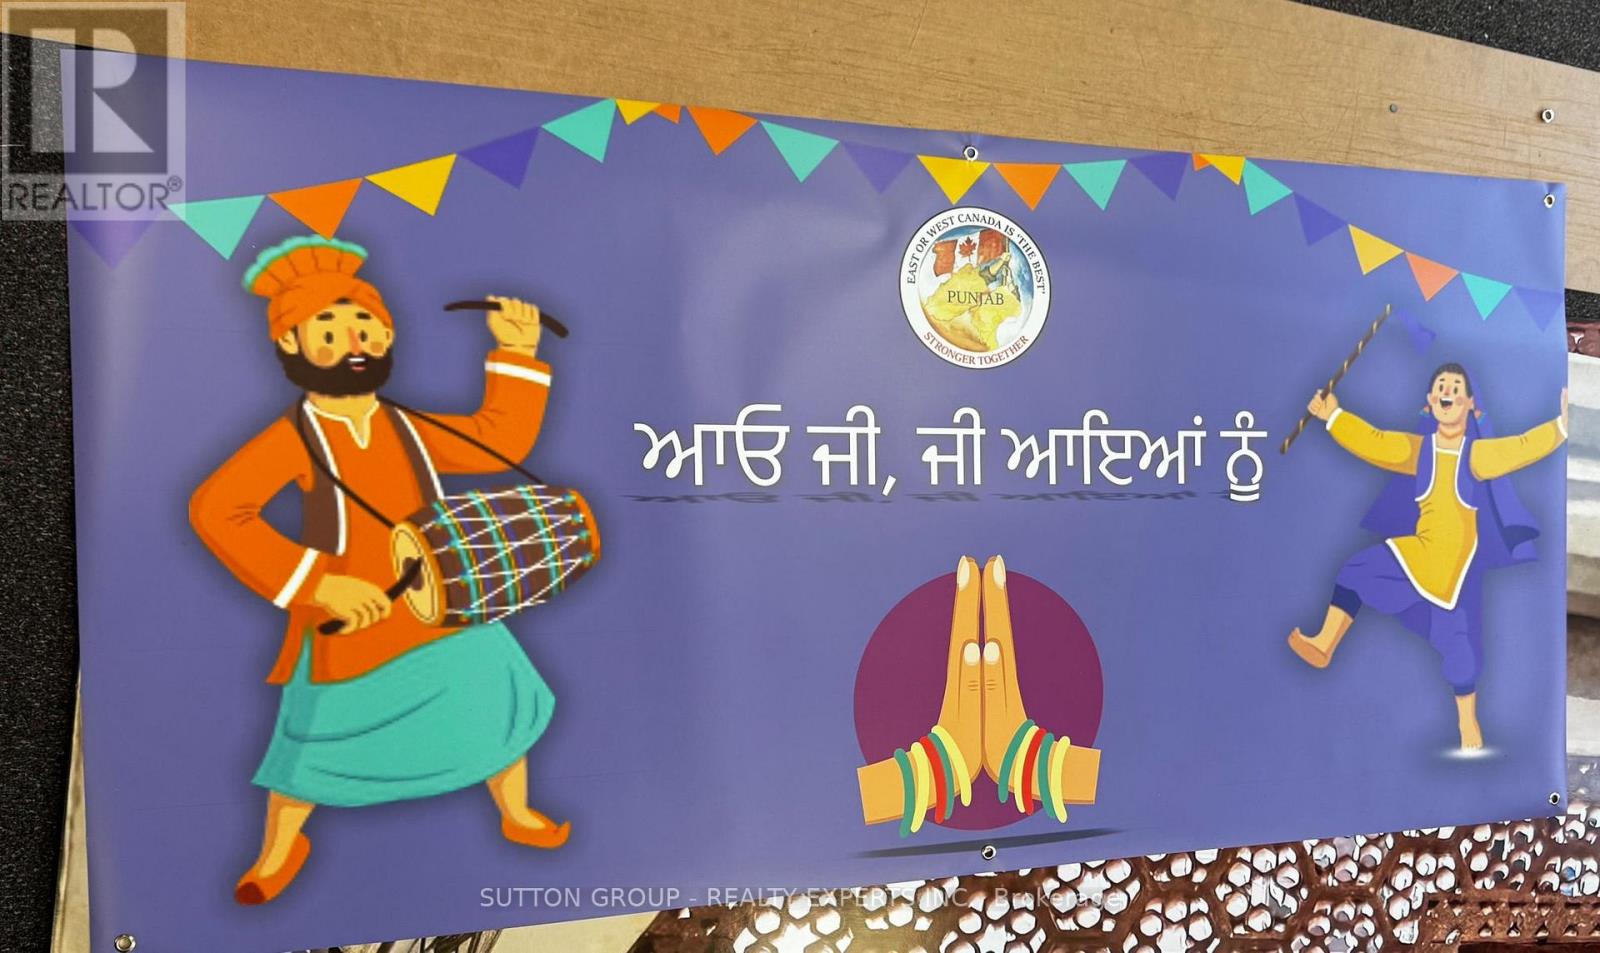 REALTOR®
EAST OR WEST CANADA IS 'THE BEST'
PUNJAB
STRONGER TOGETHER
ਆਓ ਜੀ, ਜੀ ਆਇਆਂ ਨੂੰ
SUTTON GROUP - REALTY EXPERTS INC. Brokerage